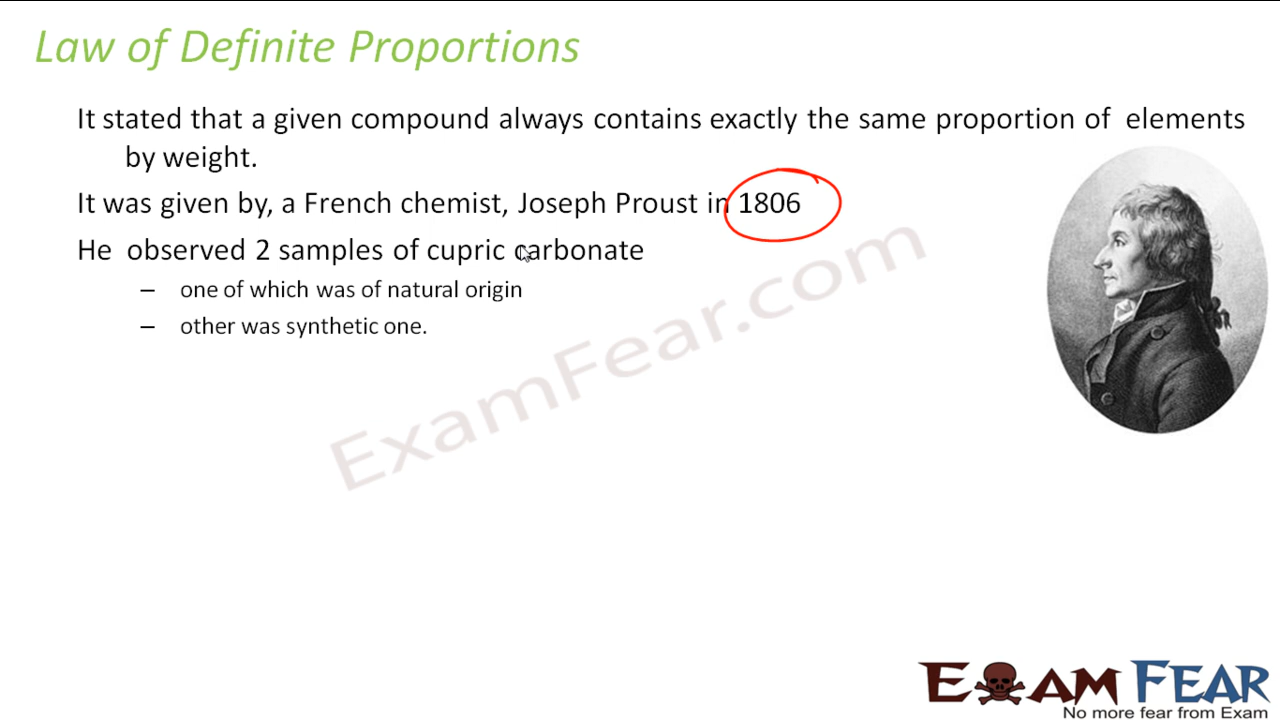 Law of Definite Proportions
It stated that a given compound always contains exactly the same proportion of elements
by weight.
It was given by, a French chemist, Joseph Proust in 1806
He observed 2 samples of cupric carbonate
– one of which was of natural origin
– other was synthetic one.
ExamFear.com
EXAM FEAR
No more fear from Exam